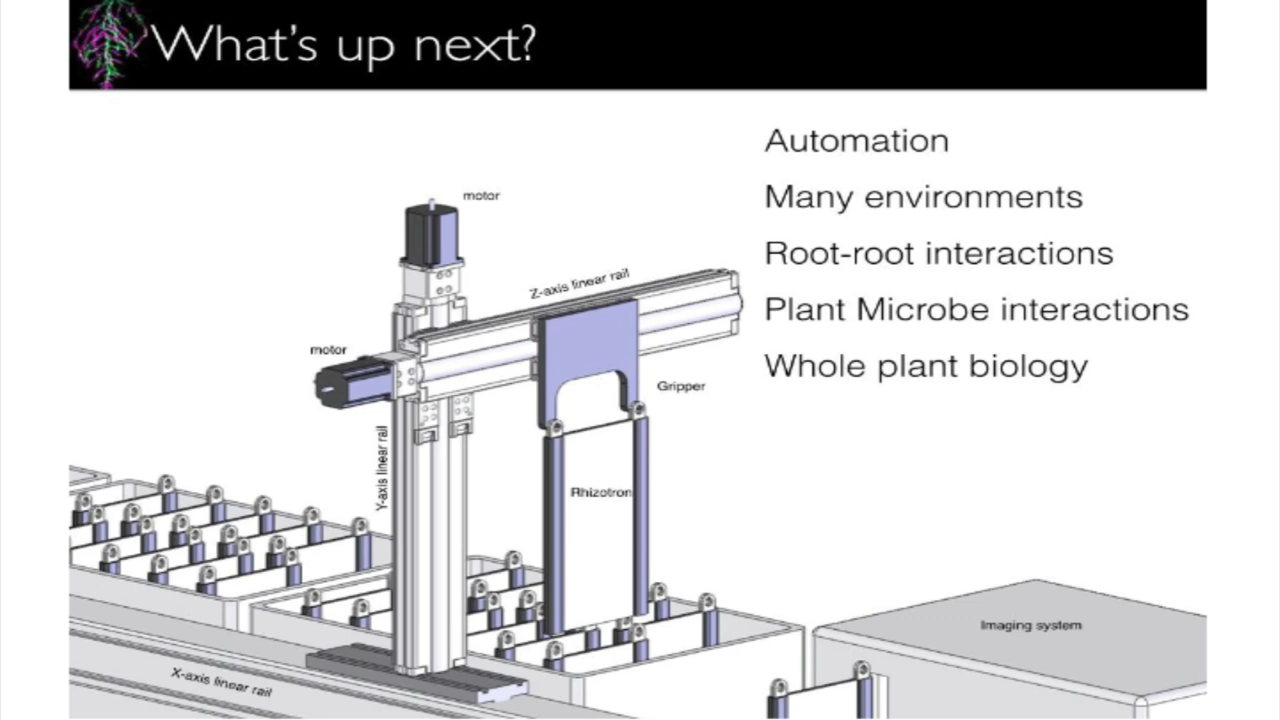 What's up next?
Automation
Many environments
Root-root interactions
Plant Microbe interactions
Whole plant biology
motor
Z-axis linear rail
motor
Gripper
Y-axis linear rail
Rhizotron
Imaging system
X-axis linear rail